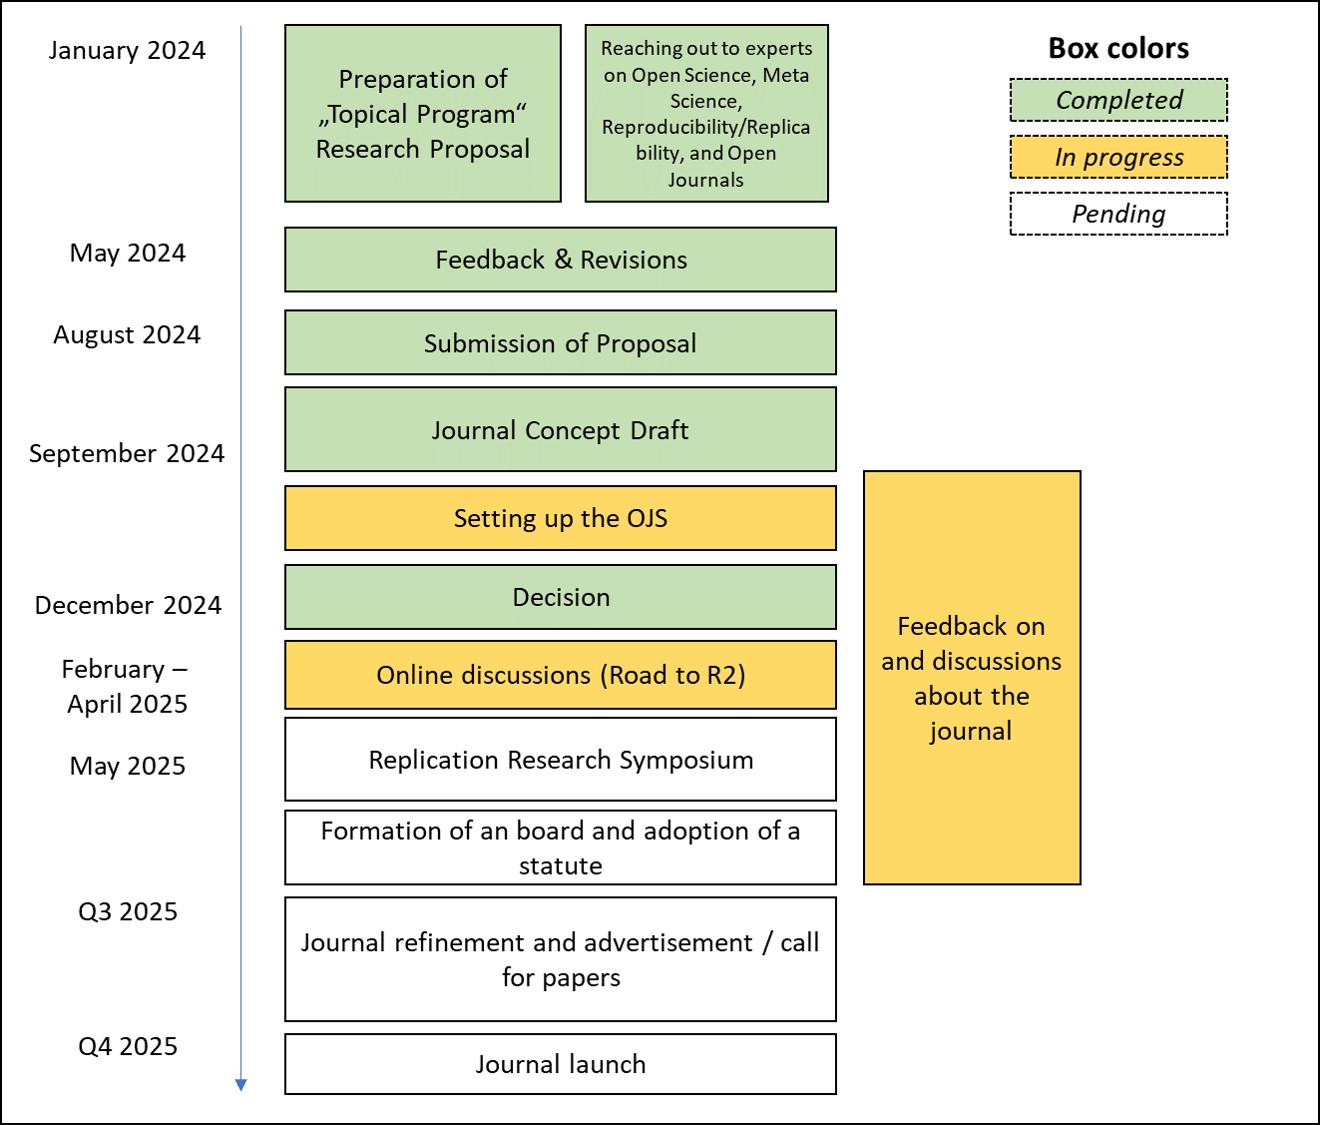 January 2024
Preparation of
„Topical Program“
Research Proposal
Reaching out to experts
on Open Science, Meta
Science,
Reproducibility/Replica
bility, and Open
Journals
Box colors
Completed
In progress
Pending
May 2024
Feedback & Revisions
August 2024
Submission of Proposal
Journal Concept Draft
September 2024
Setting up the OJS
December 2024
Decision
February –
April 2025
Online discussions (Road to R2)
Feedback on
and discussions
about the
journal
May 2025
Replication Research Symposium
Formation of an board and adoption of a
statute
Q3 2025
Journal refinement and advertisement / call
for papers
Q4 2025
Journal launch